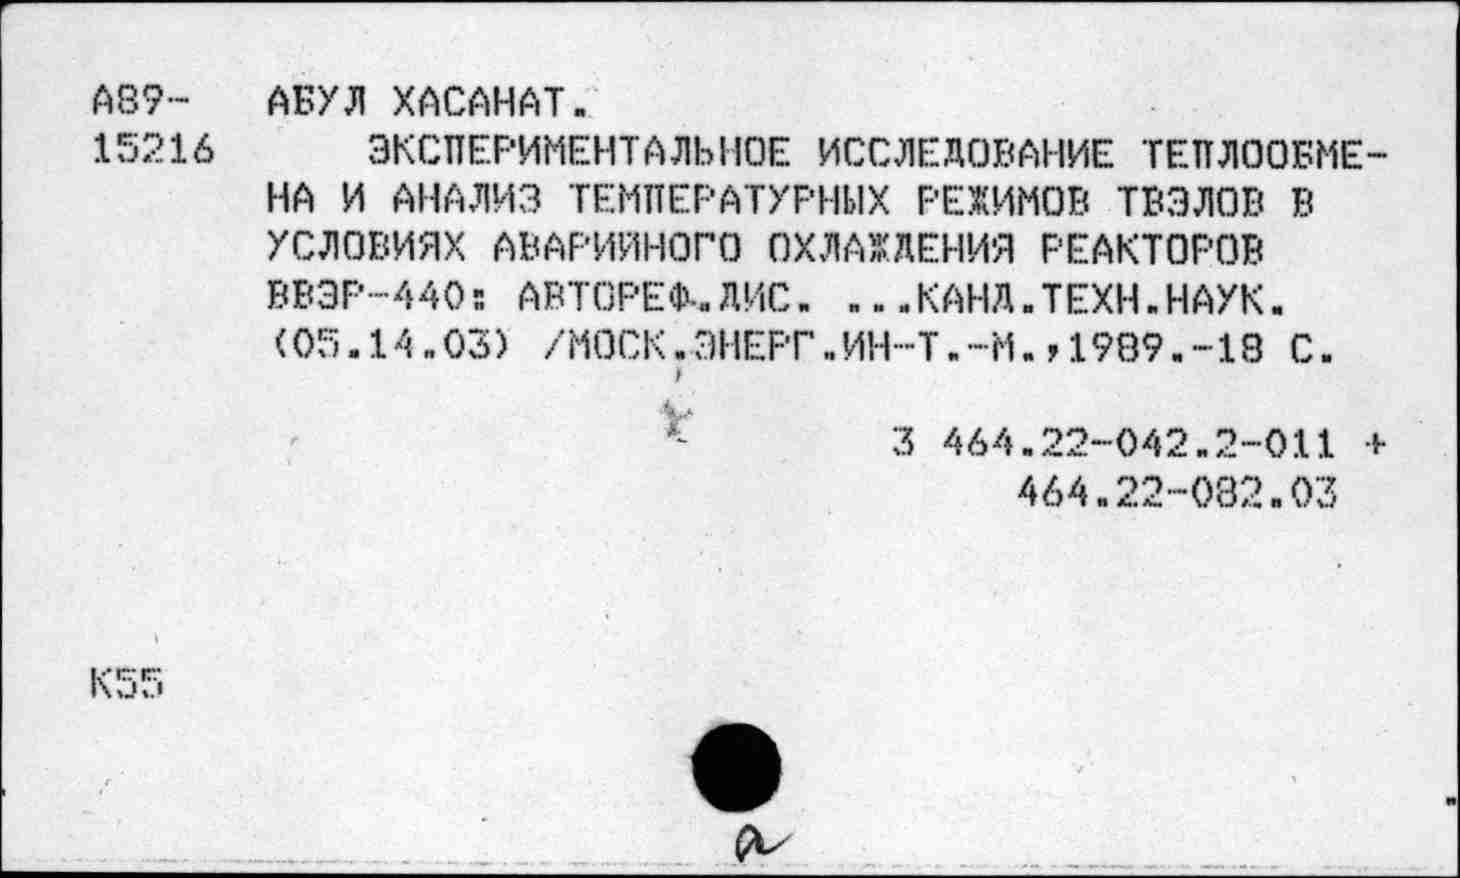 А89-    АБУЛ ХАСАНАТ.
15216    ЭКСПЕРИМЕНТАЛЬНОЕ ИССЛЕДОВАНИЕ ТЕПЛООБМЕ-
НА И АНАЛИЗ ТЕМПЕРАТУРНЫХ РЕЖИМОВ ТВЭЛОВ В
УСЛОВИЯХ АВАРИЙНОГО ОХЛАЖДЕНИЯ РЕАКТОРОВ
ВВЭР-440: АВТОРЕФ.ДИС. ...КАНД.ТЕХН.НАУК.
(05.14.03) /МОСК.ЭНЕРГ.ИН-Т.-М.,1989.-18 С.
3 464.22-042.2-011 +
464.22-082.03
К55